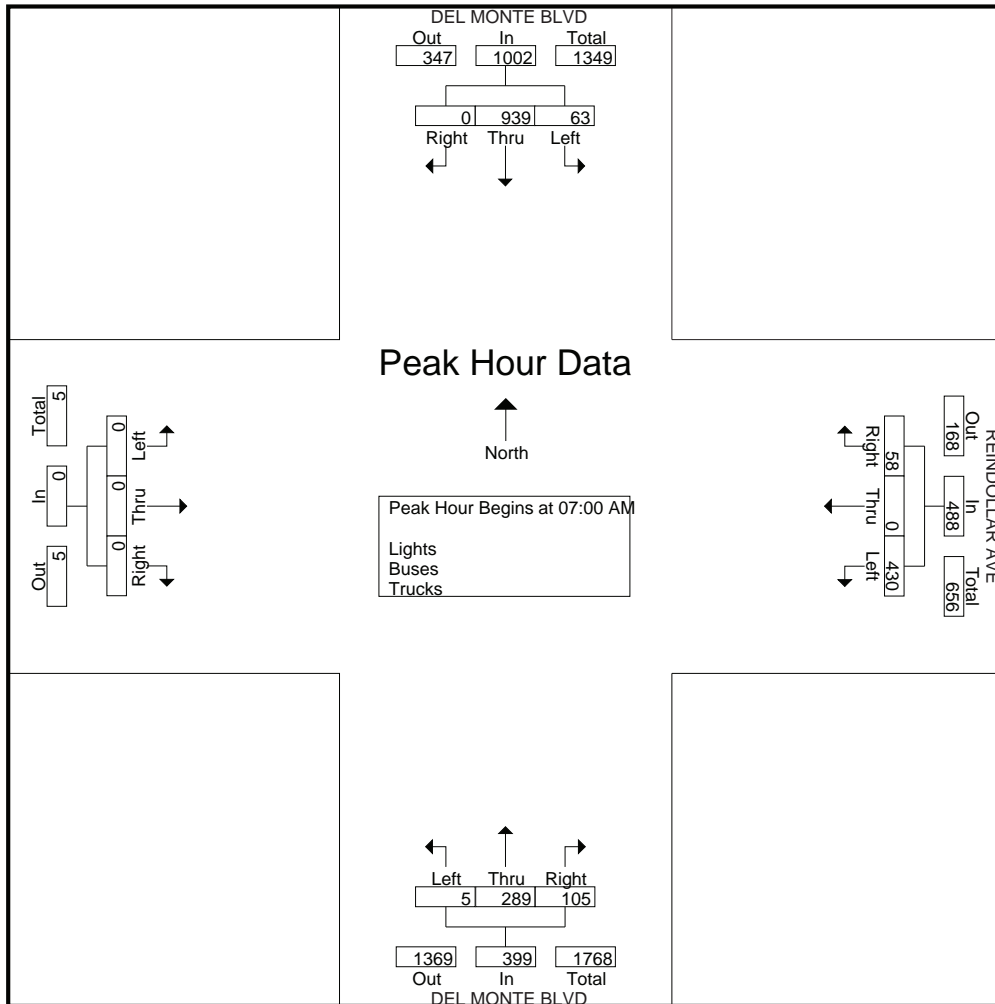 DEL MONTE BLVD
Out In Total
347 1002 1349
0 939 63
Right Thru Left
Peak Hour Data
North
Peak Hour Begins at 07:00 AM
Lights
Buses
Trucks
Total In Out
5 0 5
0 0 0
Left Thru Right
REINDOLLAR AVE
Out In Total
168 488 656
58 0 430
Right Thru Left
Left Thru Right
5 289 105
1369 399 1768
Out In Total
DEL MONTE BLVD